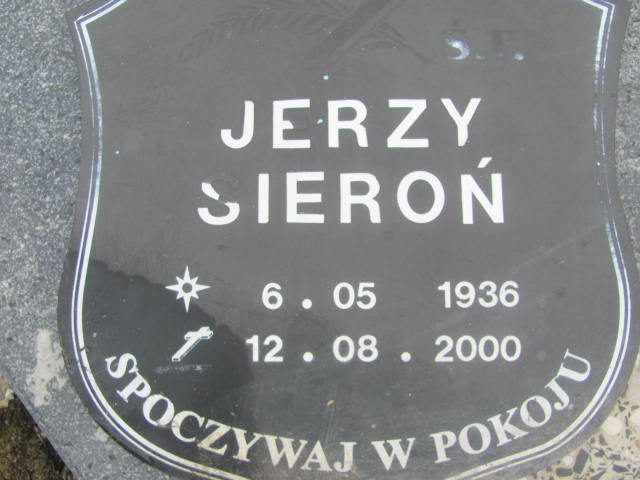 Ś.P.
JERZY
SIEROŃ
6 . 05 1936
12 . 08 . 2000
SPOCZYWAJ W POKOJU